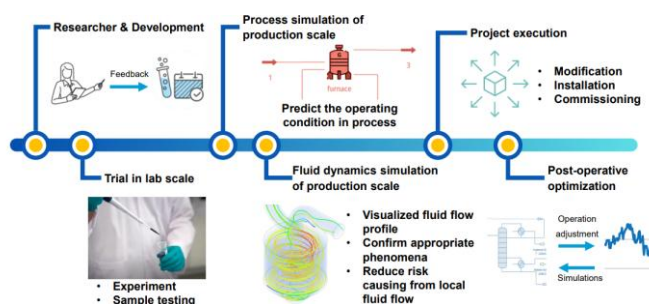 Researcher & Development
Feedback
Process simulation of
production scale
1
3
furnace
Predict the operating
condition in process
Project execution
• Modification
• Installation
• Commissioning
Trial in lab scale
• Experiment
• Sample testing
Fluid dynamics simulation
of production scale
• Visualized fluid flow
profile
• Confirm appropriate
phenomena
• Reduce risk
causing from local
fluid flow
Post-operative
optimization
Operation
adjustment
Simulations